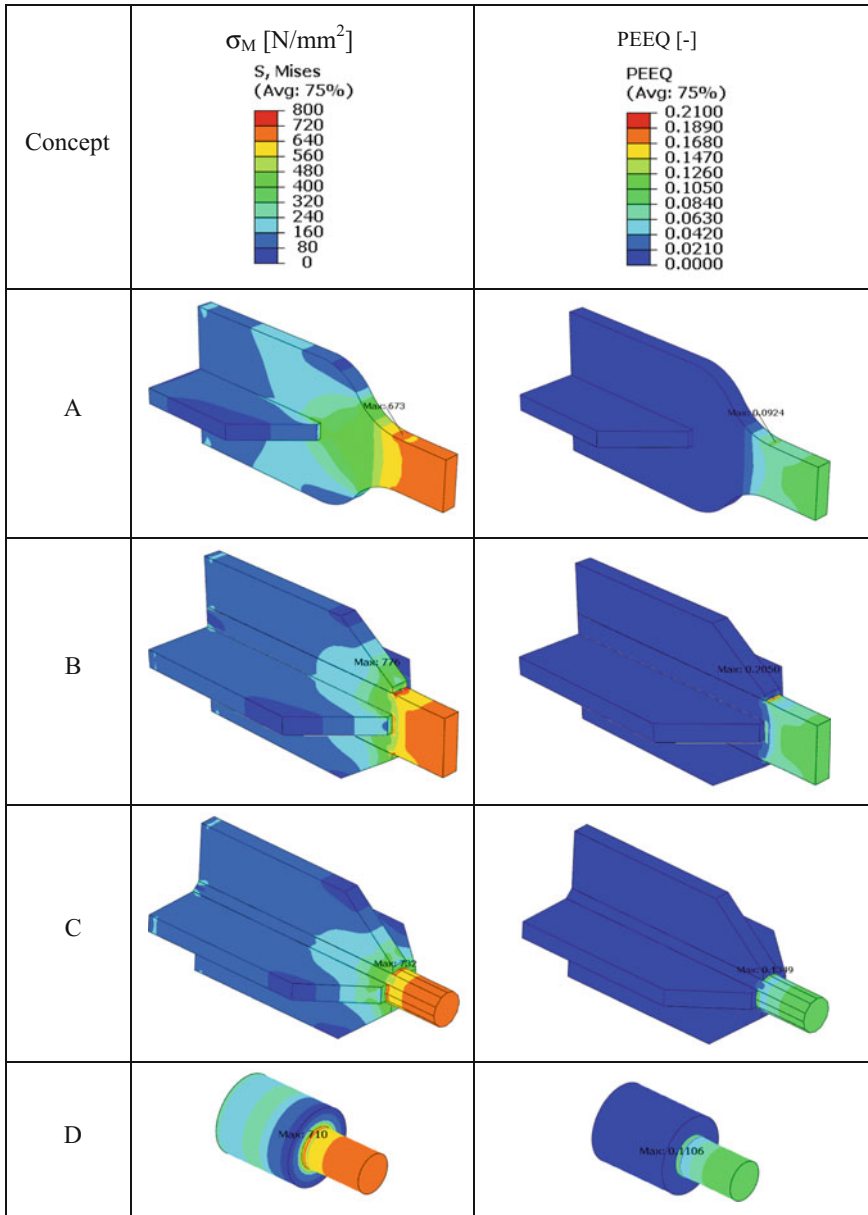 Concept
σM [N/mm2]
S, Mises
(Avg: 75%)
800
720
640
560
480
400
320
240
160
80
0
PEEQ [-]
PEEQ
(Avg: 75%)
0.2100
0.1890
0.1680
0.1470
0.1260
0.1050
0.0840
0.0630
0.0420
0.0210
0.0000
A
Max: 673
Max: 0.0924
B
Max: 776
Max: 0.2050
C
Max: 732
Max: 0.1349
D
Max: 710
Max: 0.1106